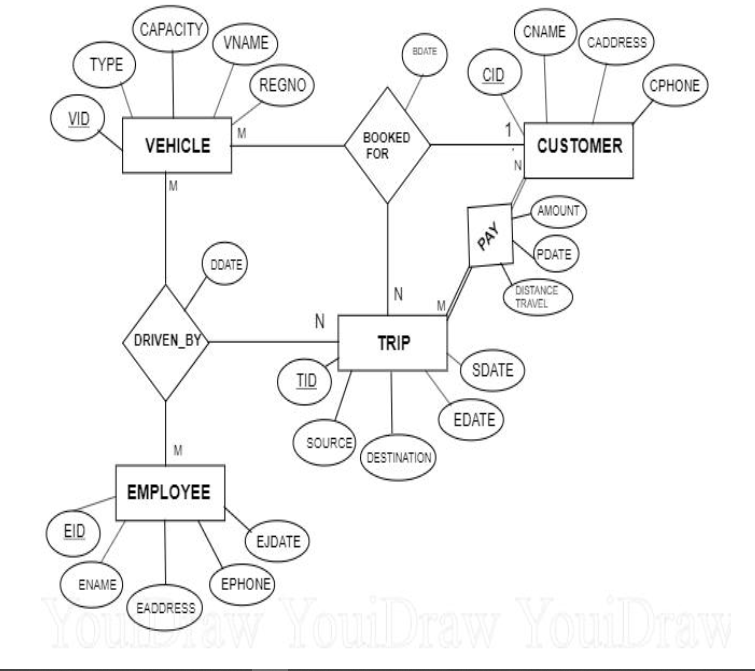 CAPACITY
VNAME
TYPE
REGNO
VID
VEHICLE
M
M
BDATE
BOOKED
FOR
CNAME
CADDRESS
CID
CPHONE
1
CUSTOMER
N
PAY
AMOUNT
PDATE
DISTANCE
TRAVEL
M
DDATE
DRIVEN_BY
N
N
TRIP
TID
SDATE
EDATE
SOURCE
DESTINATION
M
EMPLOYEE
EID
EJDATE
ENAME
EPHONE
EADDRESS
YouiDraw YouiDraw YouiDraw